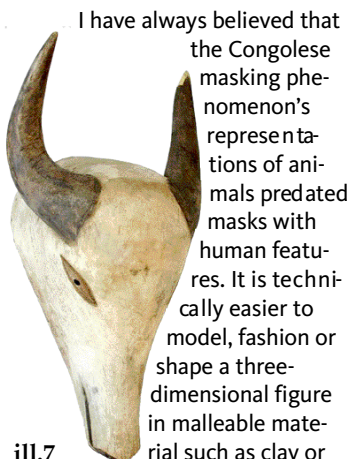 I have always believed that
the Congolese
masking phe-
nomenon's
representa-
tions of ani-
mals predated
masks with
human featu-
res. It is techni-
cally easier to
model, fashion or
shape a three-
dimensional figure
in malleable mate-
rial such as clay or
ill.7